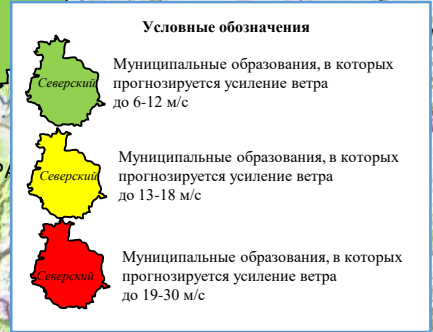 Условные обозначения
Северский
Муниципальные образования, в которых
прогнозируется усиление ветра
до 6-12 м/с
Северский
Муниципальные образования, в которых
прогнозируется усиление ветра
до 13-18 м/с
Северский
Муниципальные образования, в которых
прогнозируется усиление ветра
до 19-30 м/с